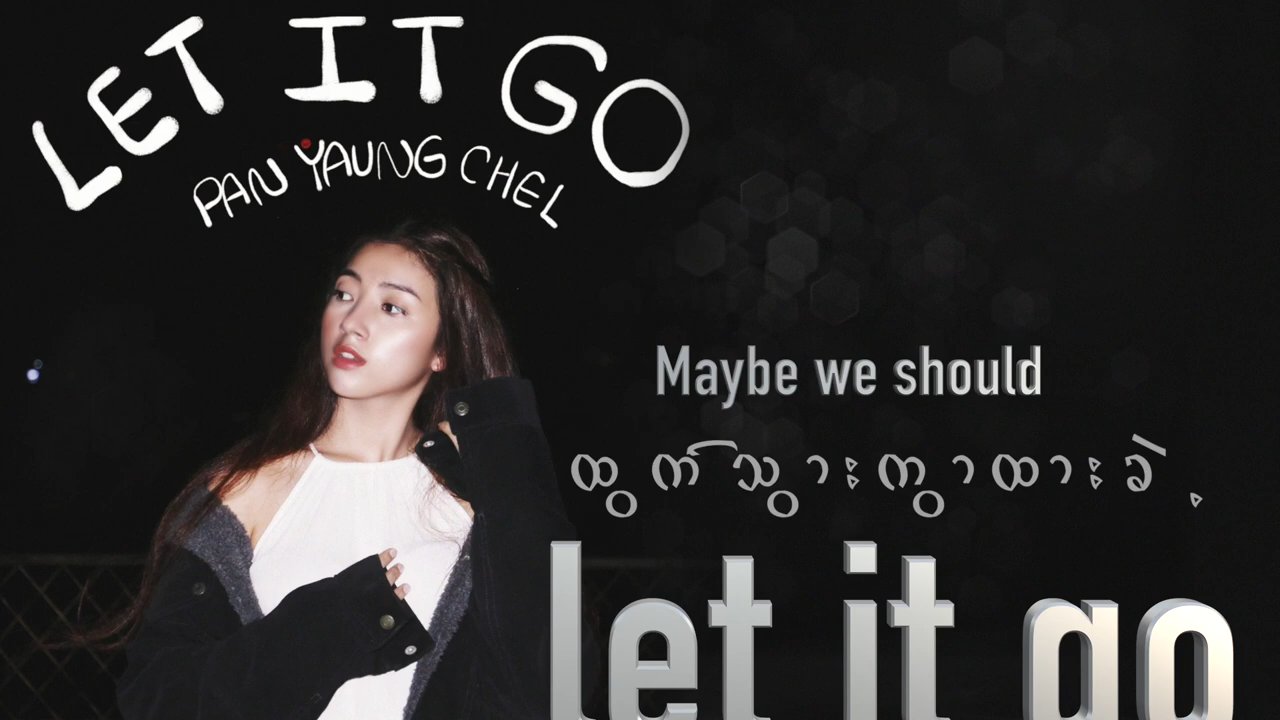 LET IT GO
PAN YAUNG CHEL
Maybe we should
ထွက်သွားကွာထားခဲ့
let it go